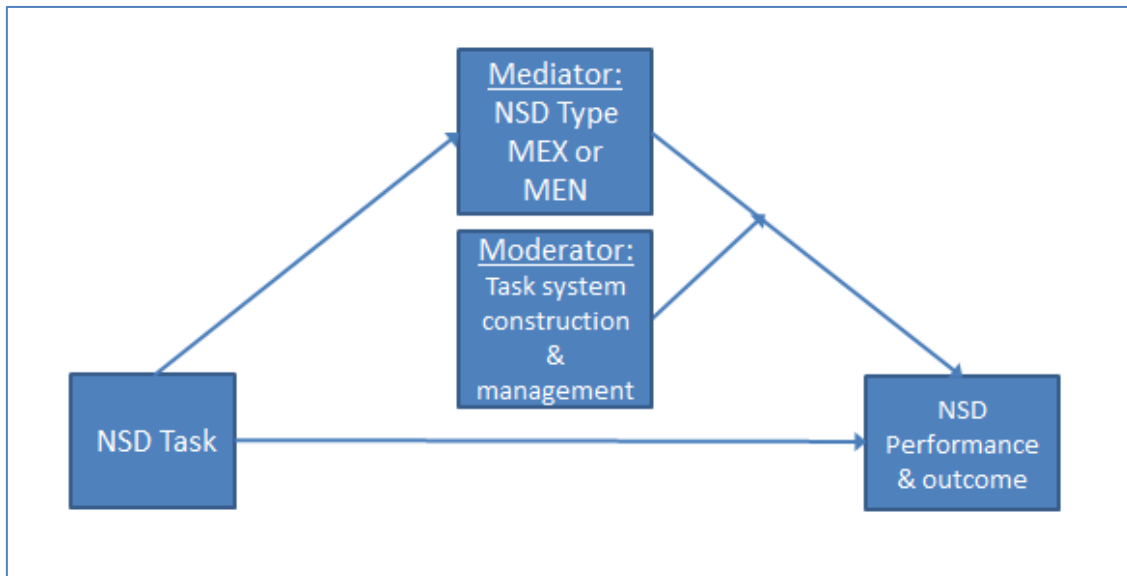 Mediator:
NSD Type
MEX or
MEN
Moderator:
Task system
construction
&
management
NSD Task
NSD
Performance
& outcome